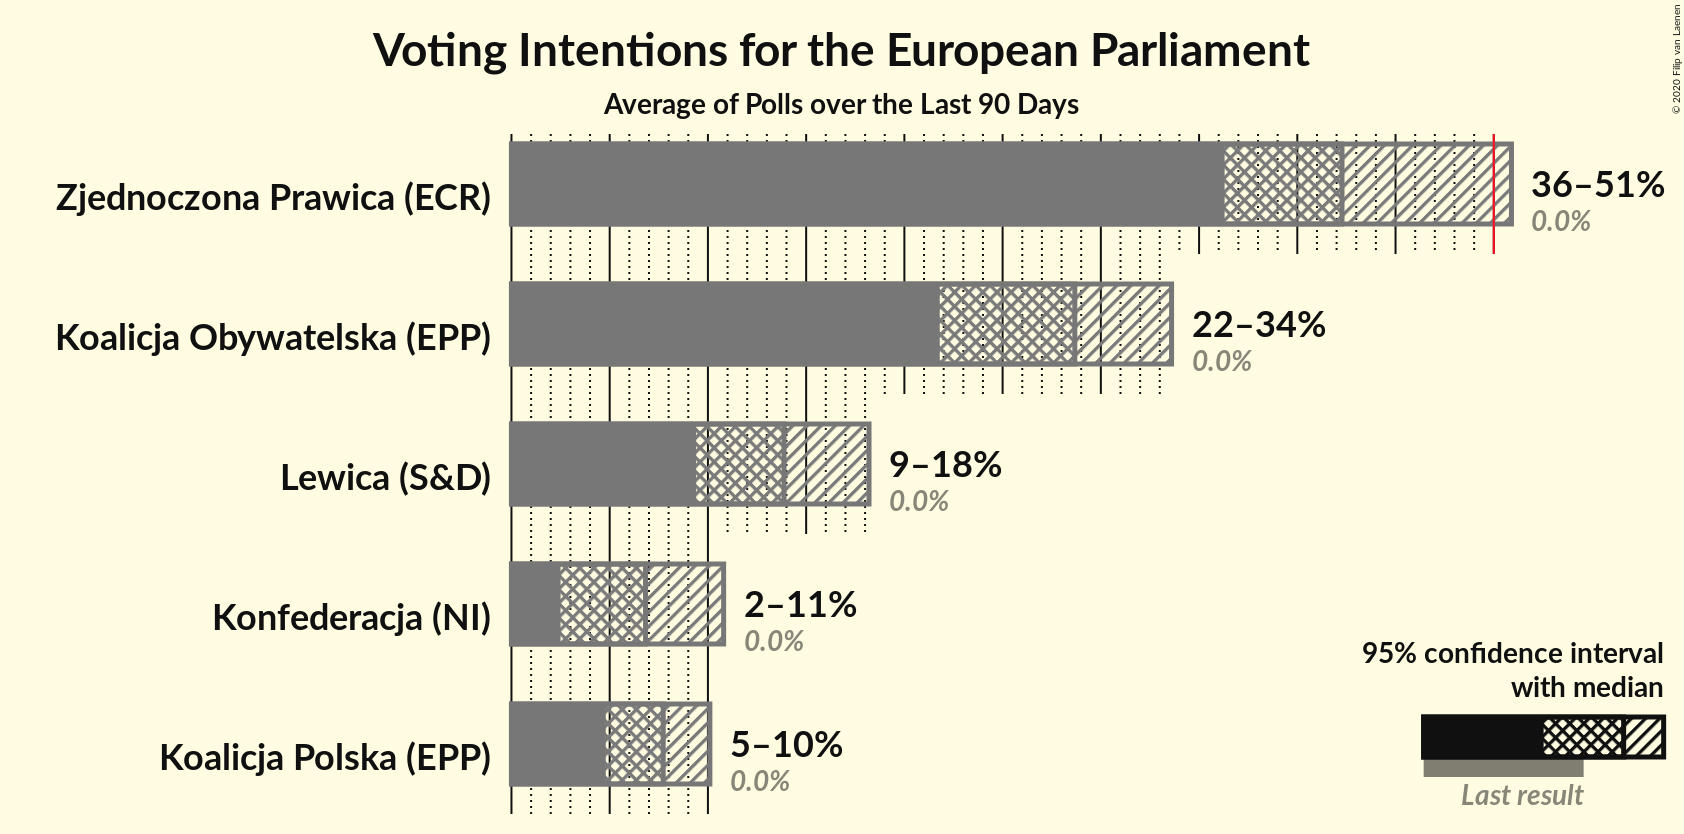 Voting Intentions for the European Parliament
Average of Polls over the Last 90 Days
© 2020 Filip van Laenen
Zjednoczona Prawica (ECR)
36–51%
0.0%
Koalicja Obywatelska (EPP)
22–34%
0.0%
Lewica (S&D)
9–18%
0.0%
Konfederacja (NI)
2–11%
0.0%
Koalicja Polska (EPP)
5–10%
0.0%
95% confidence interval
with median
Last result